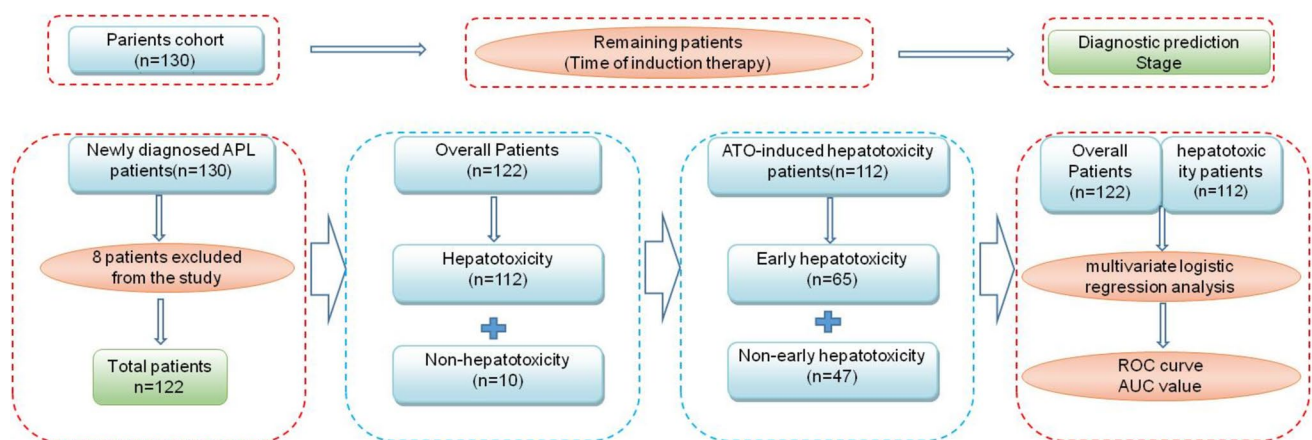 Parients cohort
(n=130)
Remaining patients
(Time of induction therapy)
Diagnostic prediction
Stage
Newly diagnosed APL
patients(n=130)
8 patients excluded
from the study
Total patients
n=122
Overall Patients
(n=122)
Hepatotoxicity
(n=112)
Non-hepatotoxicity
(n=10)
ATO-induced hepatotoxicity
patients(n=112)
Early hepatotoxicity
(n=65)
Non-early hepatotoxicity
(n=47)
Overall
Patients
(n=122)
hepatotoxic
ity patients
(n=112)
multivariate logistic
regression analysis
ROC curve
AUC value